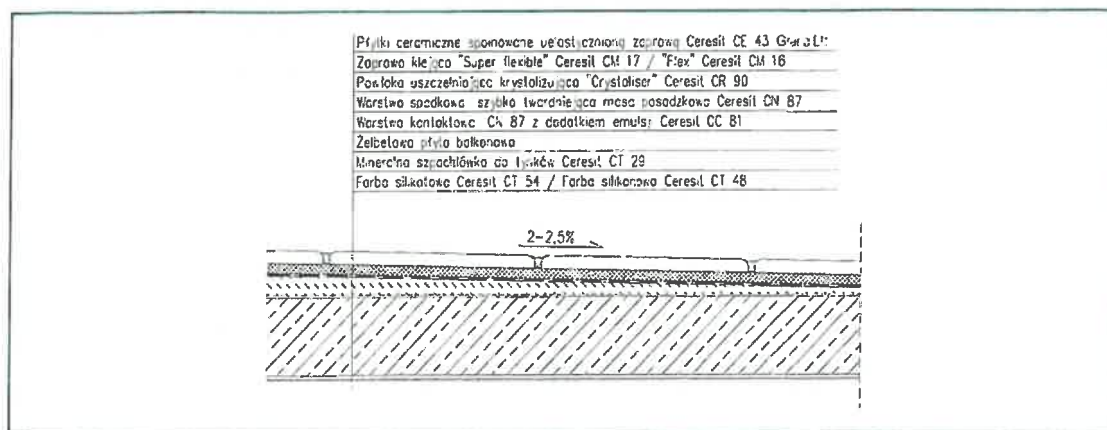 Płytki ceramiczne spoinowane uelastycznioną zaprawą Ceresit CE 43
Zaprawa klejąca "Super flexible" Ceresit CM 17 / "Flex" Ceresit CM 16
Powłoka uszczelniająca krystalizująca "Crystaliser" Ceresit CR 90
Warstwa spadkowa szybko twardniejąca masa posadzkowa Ceresit CN 87
Warstwa kontaktowa CN 87 z dodatkiem emulsji Ceresit CC 81
Żelbetowa płyta balkonowa
Mineralna szpachlówka do tynków Ceresit CT 29
Farba silikatowa Ceresit CT 54 / Farba silikonowa Ceresit CT 48
2-2,5%